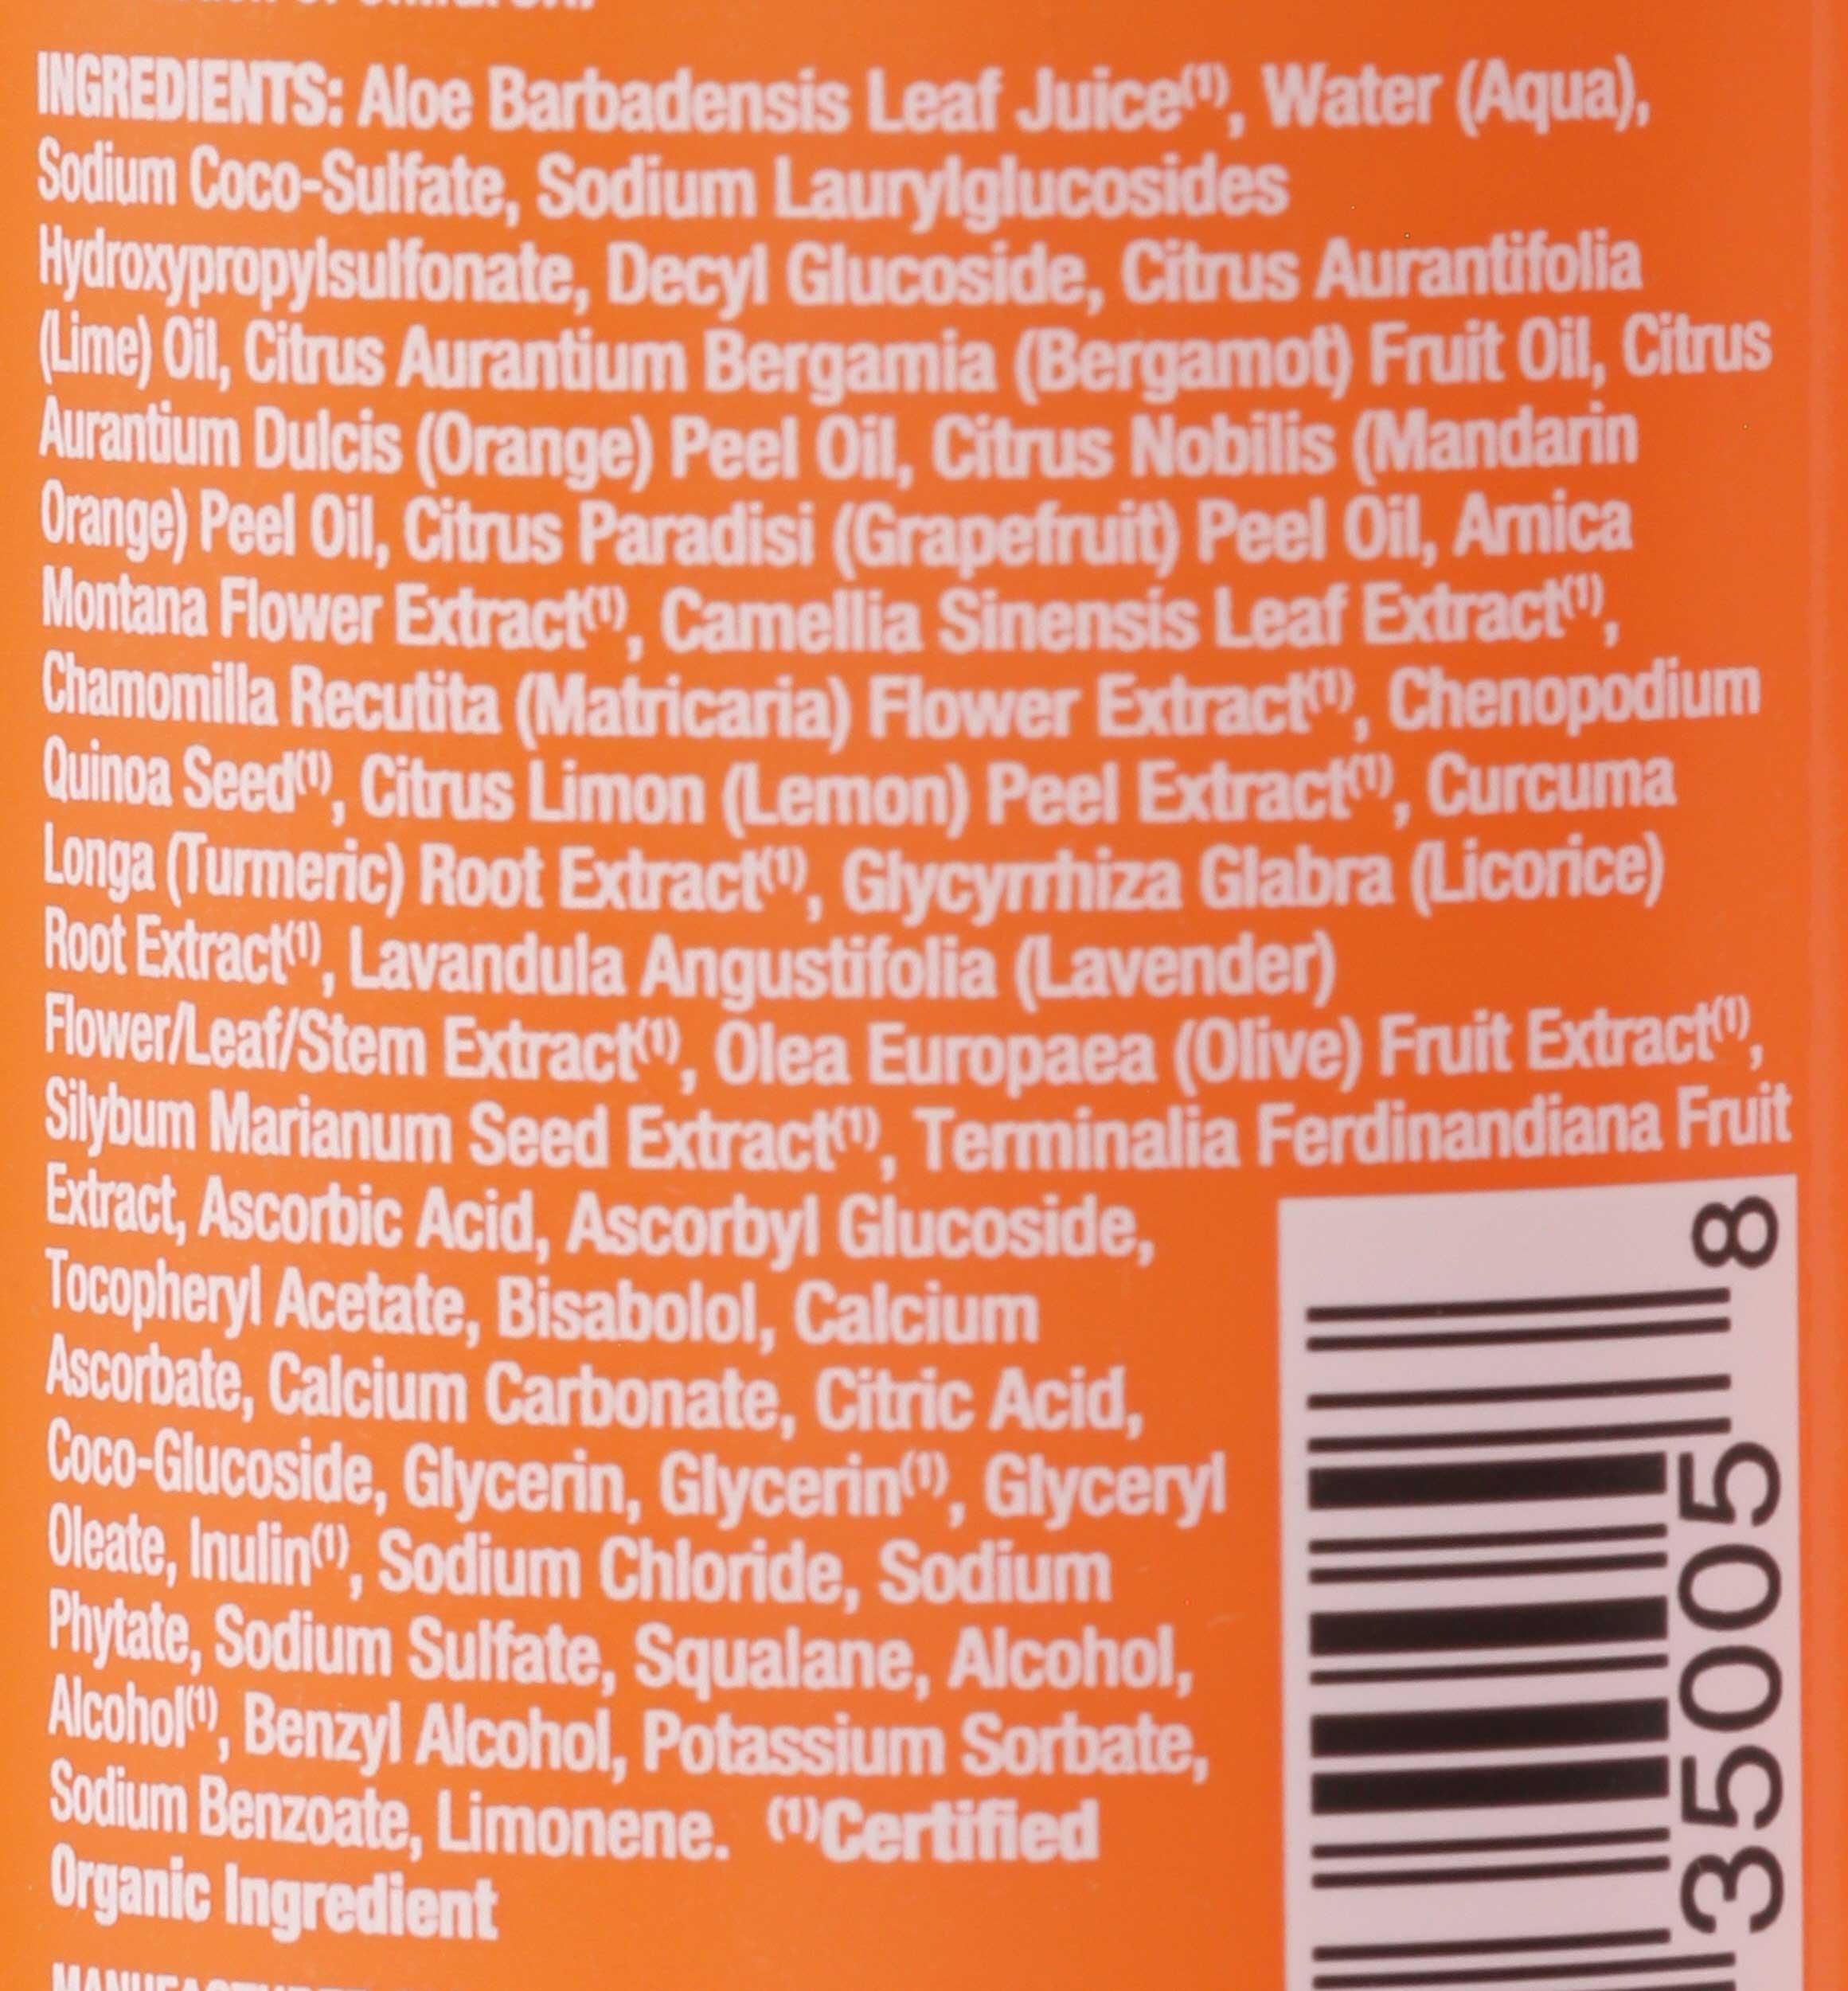 INGREDIENTS: Aloe Barbadensis Leaf Juice⁽¹⁾, Water (Aqua),
Sodium Coco-Sulfate, Sodium Laurylglucosides
Hydroxypropylsulfonate, Decyl Glucoside, Citrus Aurantifolia
(Lime) Oil, Citrus Aurantium Bergamia (Bergamot) Fruit Oil, Citrus
Aurantium Dulcis (Orange) Peel Oil, Citrus Nobilis (Mandarin
Orange) Peel Oil, Citrus Paradisi (Grapefruit) Peel Oil, Arnica
Montana Flower Extract⁽¹⁾, Camellia Sinensis Leaf Extract⁽¹⁾,
Chamomilla Recutita (Matricaria) Flower Extract⁽¹⁾, Chenopodium
Quinoa Seed⁽¹⁾, Citrus Limon (Lemon) Peel Extract⁽¹⁾, Curcuma
Longa (Turmeric) Root Extract⁽¹⁾, Glycyrrhiza Glabra (Licorice)
Root Extract⁽¹⁾, Lavandula Angustifolia (Lavender)
Flower/Leaf/Stem Extract⁽¹⁾, Olea Europaea (Olive) Fruit Extract⁽¹⁾,
Silybum Marianum Seed Extract⁽¹⁾, Terminalia Ferdinandiana Fruit
Extract, Ascorbic Acid, Ascorbyl Glucoside,
Tocopheryl Acetate, Bisabolol, Calcium
Ascorbate, Calcium Carbonate, Citric Acid,
Coco-Glucoside, Glycerin, Glycerin⁽¹⁾, Glyceryl
Oleate, Inulin⁽¹⁾, Sodium Chloride, Sodium
Phytate, Sodium Sulfate, Squalane, Alcohol,
Alcohol⁽¹⁾, Benzyl Alcohol, Potassium Sorbate,
Sodium Benzoate, Limonene. ⁽¹⁾Certified
Organic Ingredient
35005 8